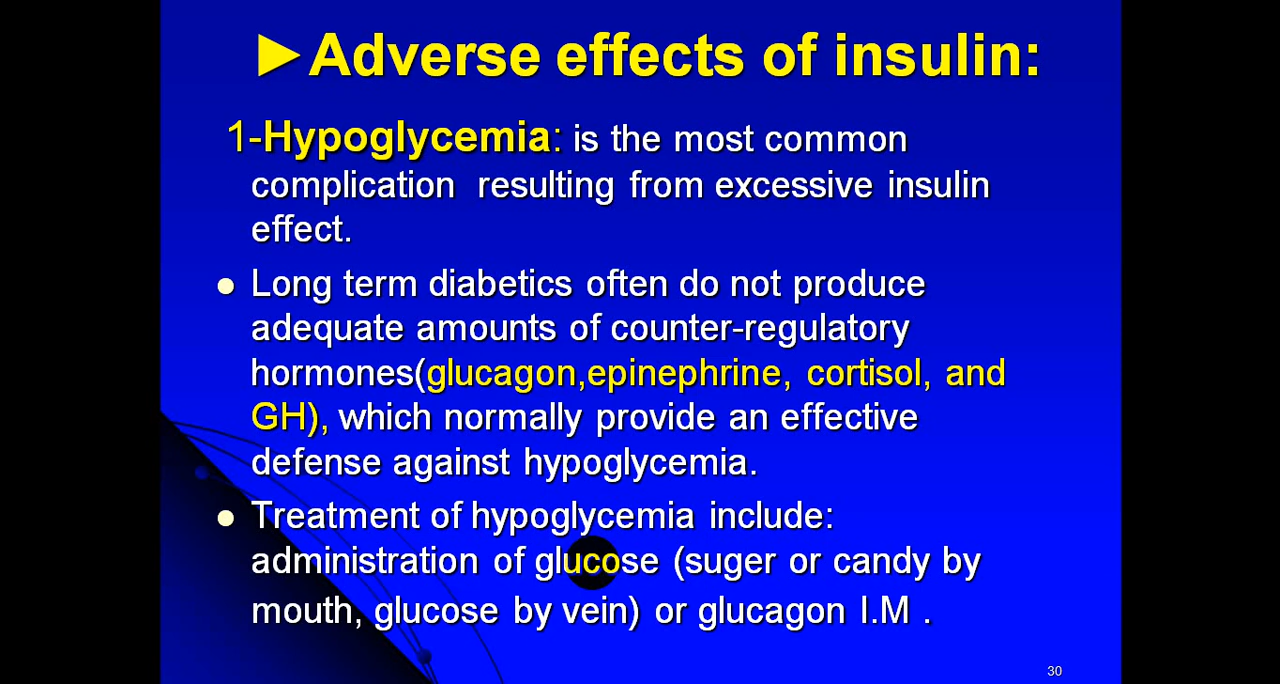 ►Adverse effects of insulin:
1-Hypoglycemia: is the most common
complication resulting from excessive insulin
effect.
● Long term diabetics often do not produce
adequate amounts of counter-regulatory
hormones(glucagon,epinephrine, cortisol, and
GH), which normally provide an effective
defense against hypoglycemia.
● Treatment of hypoglycemia include:
administration of glucose (suger or candy by
mouth, glucose by vein) or glucagon I.M .
30